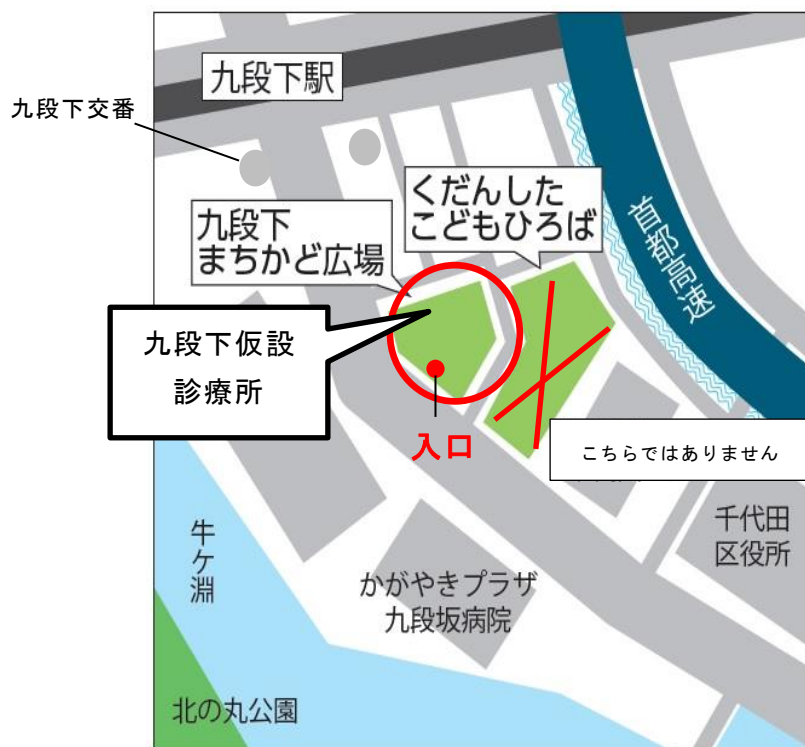 九段下駅
九段下交番
くだんした
こどもひろば
九段下
まちかど広場
首都高速
九段下仮設
診療所
入口
こちらではありません
千代田
区役所
牛ケ淵
かがやきプラザ
九段坂病院
北の丸公園